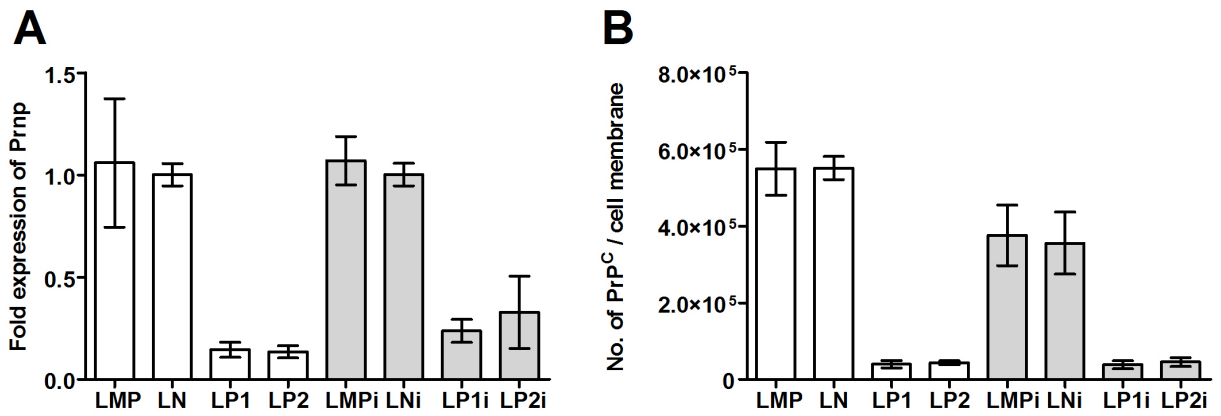 A
Fold expression of Prnp
1.5
1.0
0.5
0.0
LMP LN LP1 LP2 LMPi LNi LP1i LP2i
B
No. of PrPᶜ / cell membrane
8.0×10⁵
6.0×10⁵
4.0×10⁵
2.0×10⁵
0
LMP LN LP1 LP2 LMPi LNi LP1i LP2i